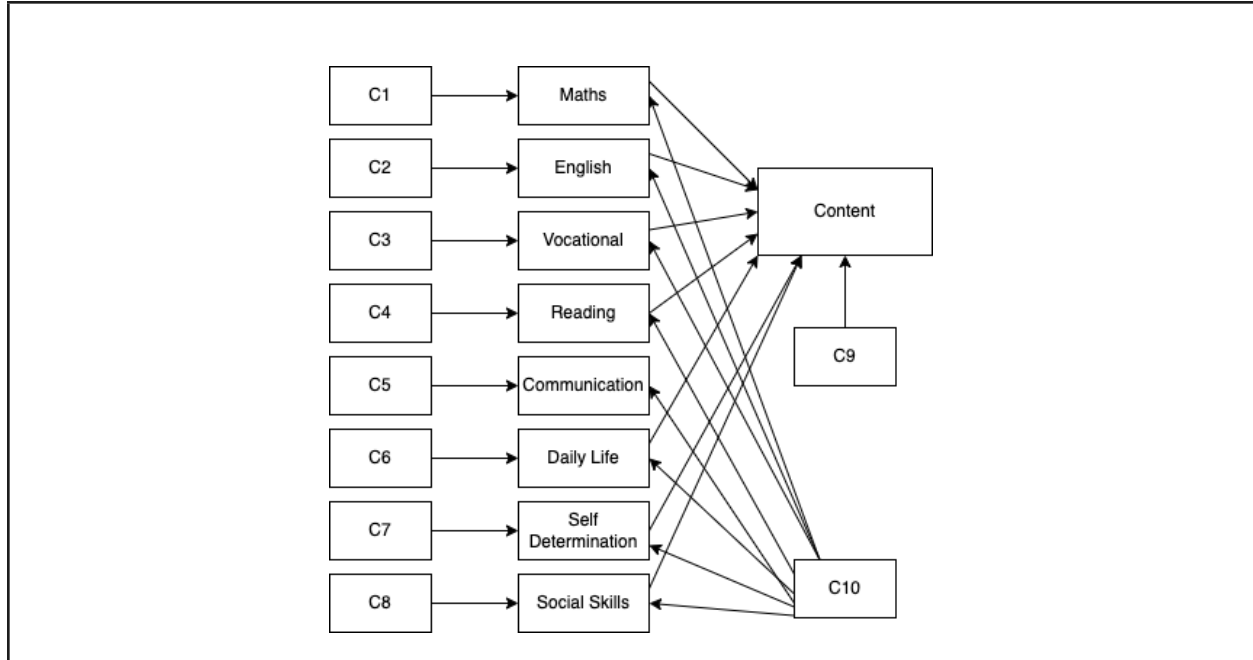 C1
Maths
C2
English
Content
C3
Vocational
C4
Reading
C9
C5
Communication
C6
Daily Life
C7
Self
Determination
C10
C8
Social Skills